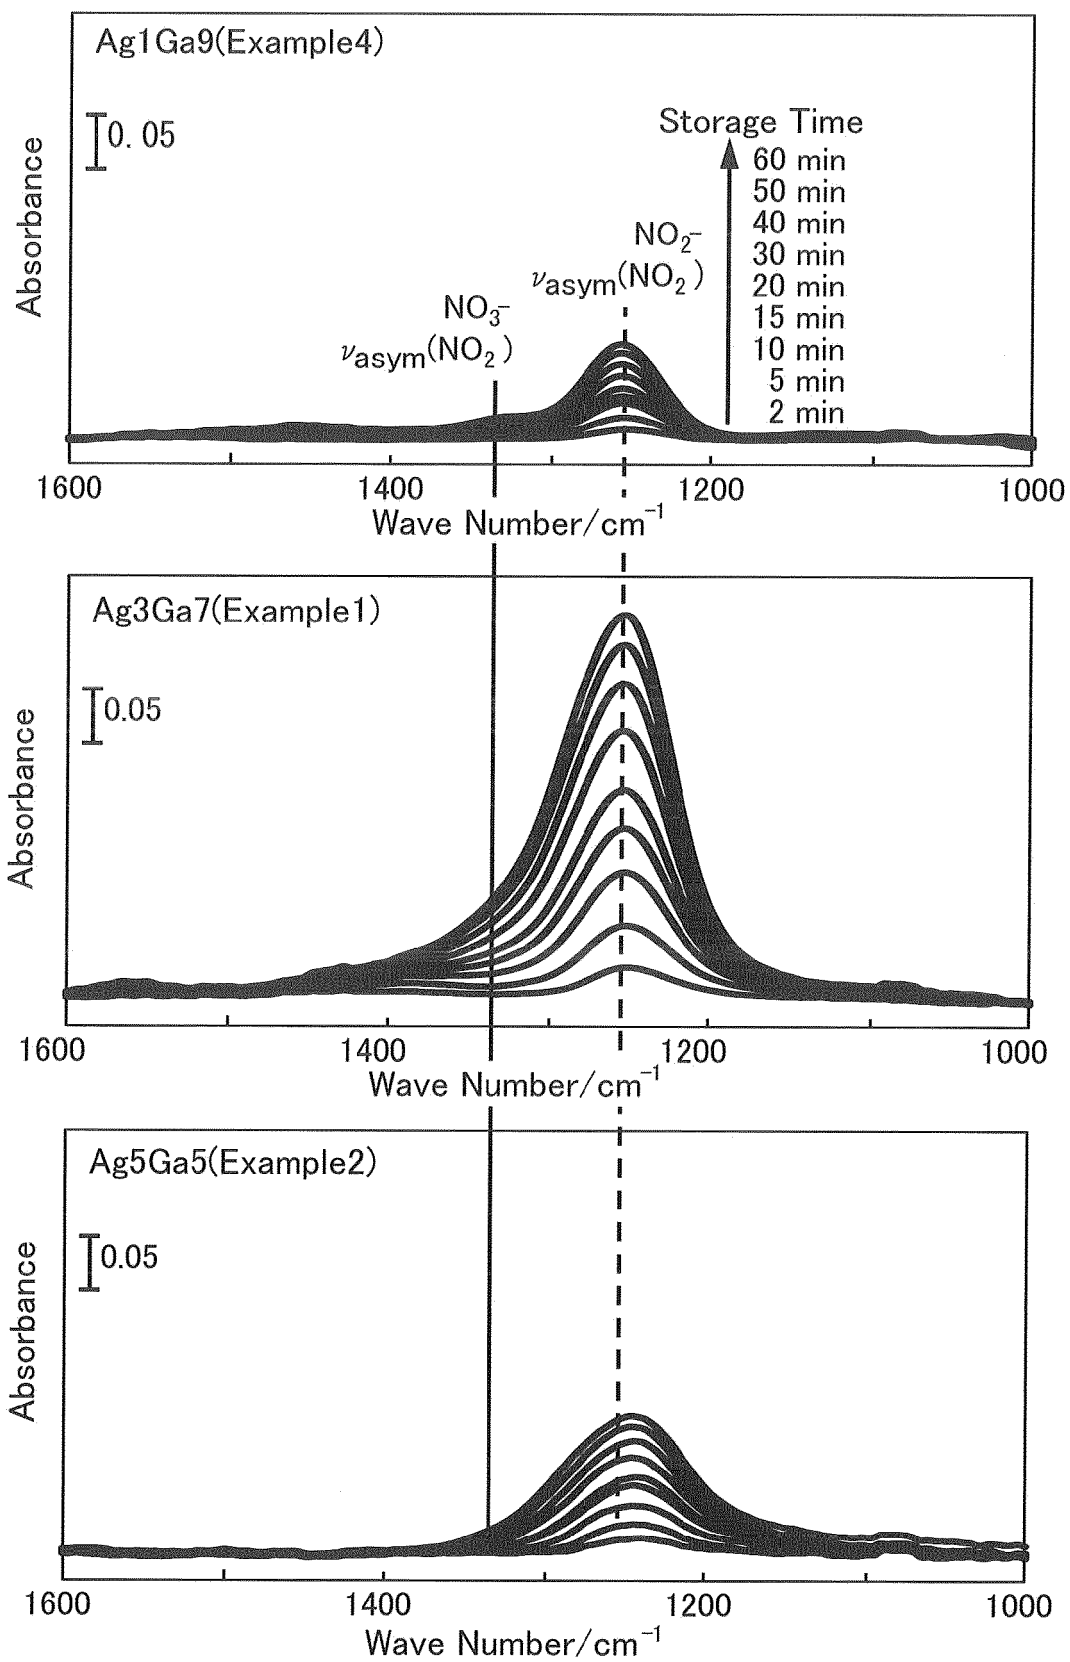 Ag1Ga9(Example4)
0.05
Absorbance
Storage Time
60 min
50 min
40 min
30 min
20 min
15 min
10 min
5 min
2 min
NO₂⁻
νasym(NO₂)
NO₃⁻
νasym(NO₂)
1600 1400 1200 1000
Wave Number/cm⁻¹
Ag3Ga7(Example1)
0.05
Absorbance
1600 1400 1200 1000
Wave Number/cm⁻¹
Ag5Ga5(Example2)
0.05
Absorbance
1600 1400 1200 1000
Wave Number/cm⁻¹